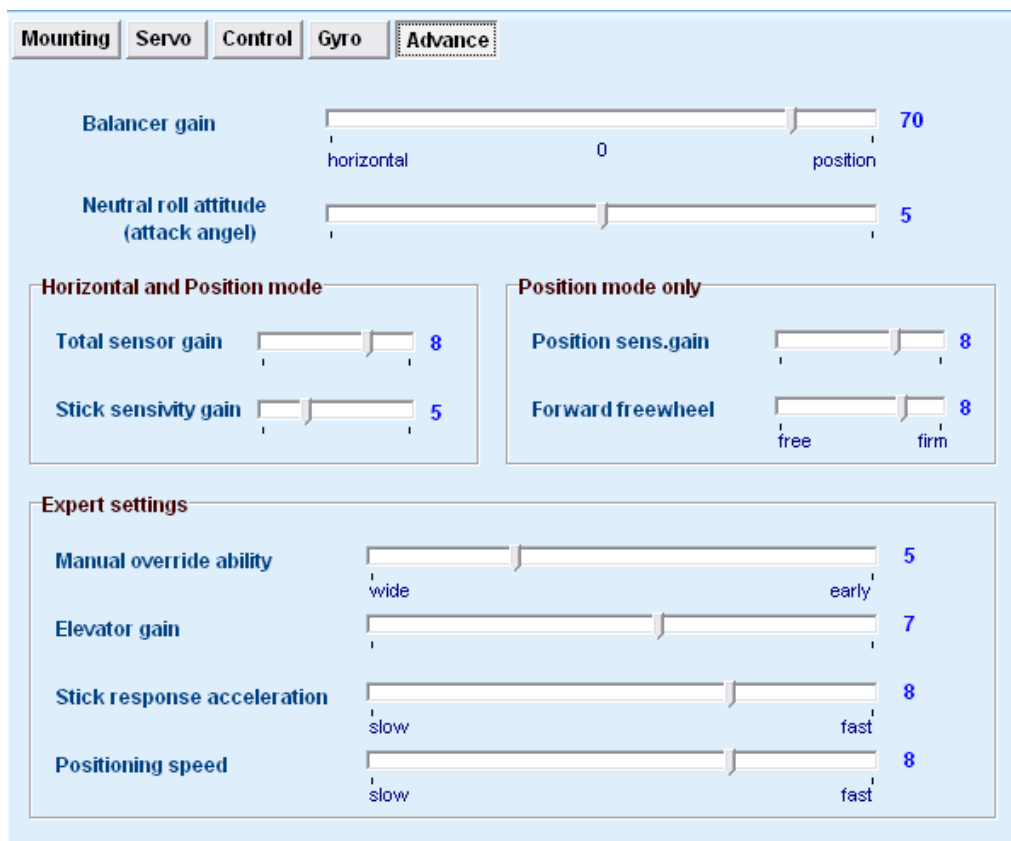 Mounting Servo Control Gyro Advance
Balancer gain 70
horizontal 0 position
Neutral roll attitude
(attack angel) 5
Horizontal and Position mode
Total sensor gain 8
Stick sensivity gain 5
Position mode only
Position sens.gain 8
Forward freewheel 8
free firm
Expert settings
Manual override ability 5
wide early
Elevator gain 7
Stick response acceleration 8
slow fast
Positioning speed 8
slow fast